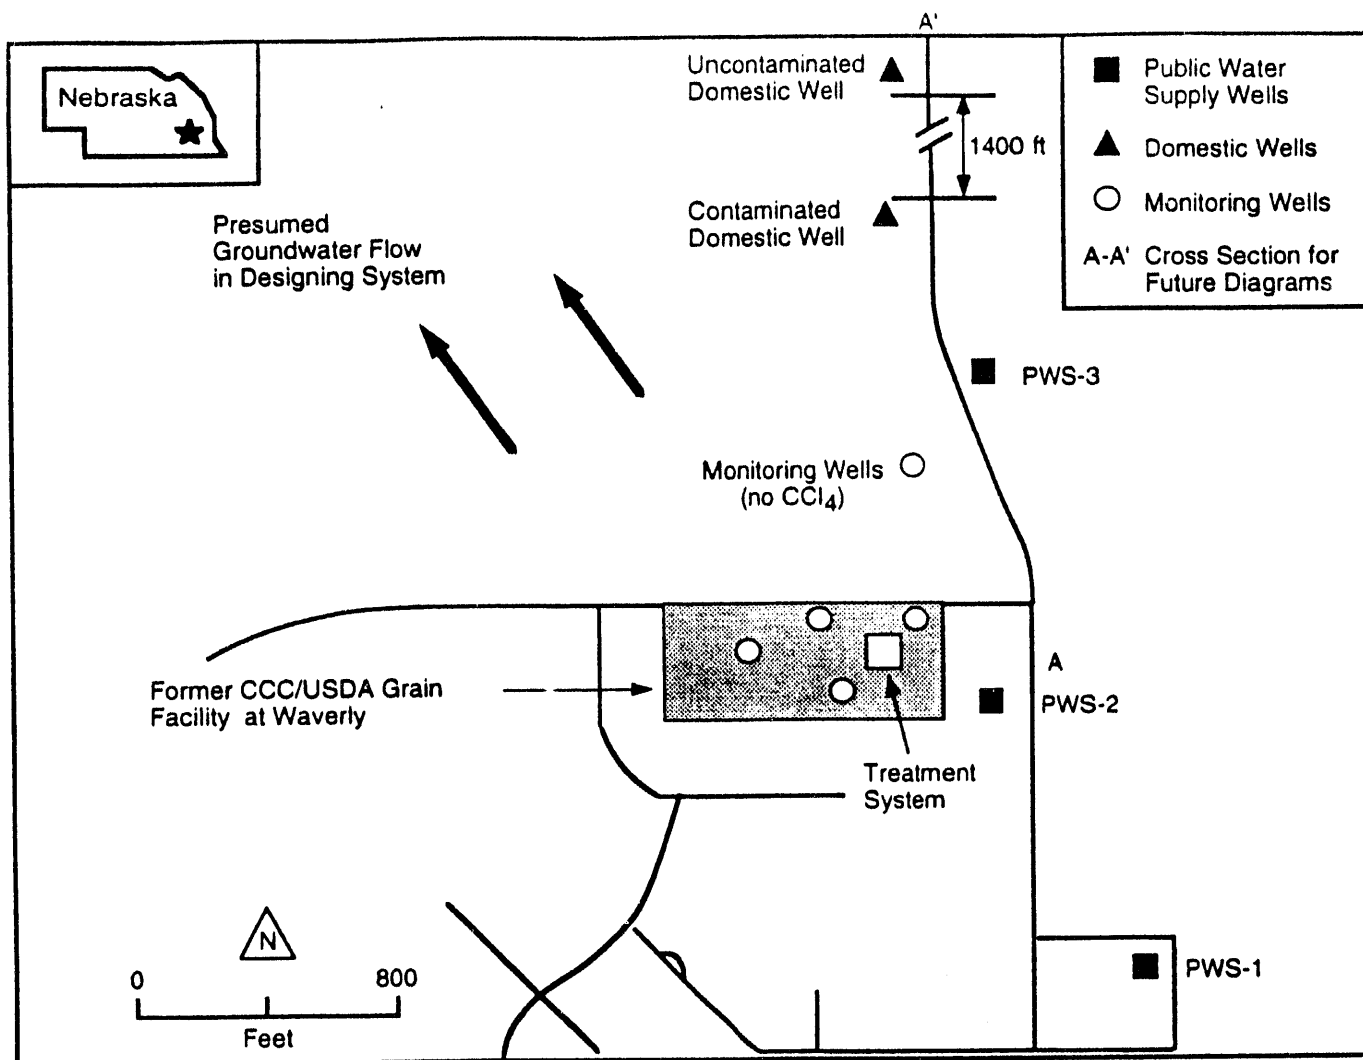 A'
Nebraska
Uncontaminated
Domestic Well
1400 ft
Contaminated
Domestic Well
Public Water
Supply Wells
Domestic Wells
Monitoring Wells
A-A' Cross Section for
Future Diagrams
Presumed
Groundwater Flow
in Designing System
PWS-3
Monitoring Wells
(no CCl4)
A
Former CCC/USDA Grain
Facility at Waverly
PWS-2
Treatment
System
N
0 800
Feet
PWS-1